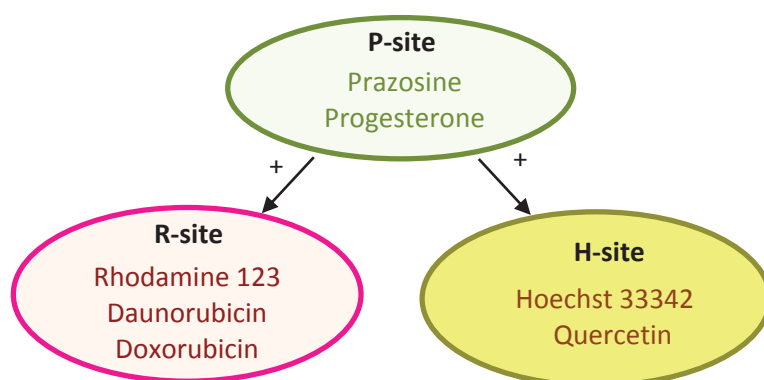 P-site
Prazosine
Progesterone
+
+
R-site
Rhodamine 123
Daunorubicin
Doxorubicin
H-site
Hoechst 33342
Quercetin